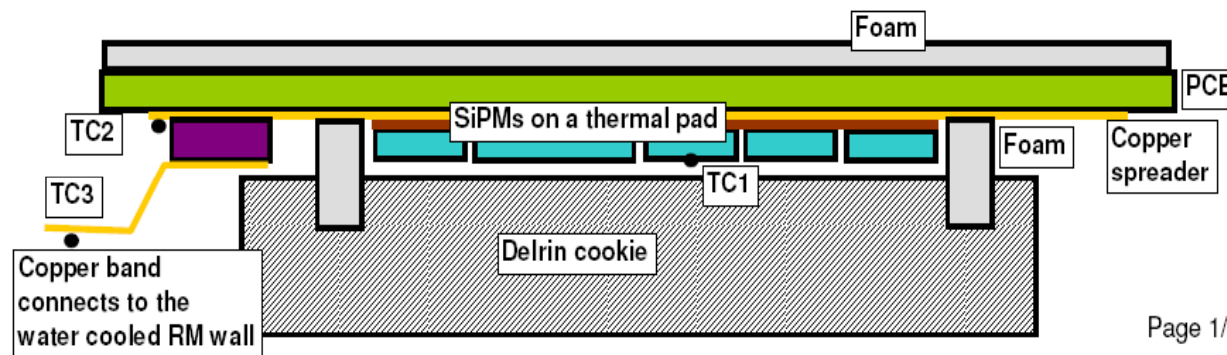 Foam
PCB
SiPMs on a thermal pad
TC2
Foam
Copper
spreader
TC1
TC3
Delrin cookie
Copper band
connects to the
water cooled RM wall
Page 1/